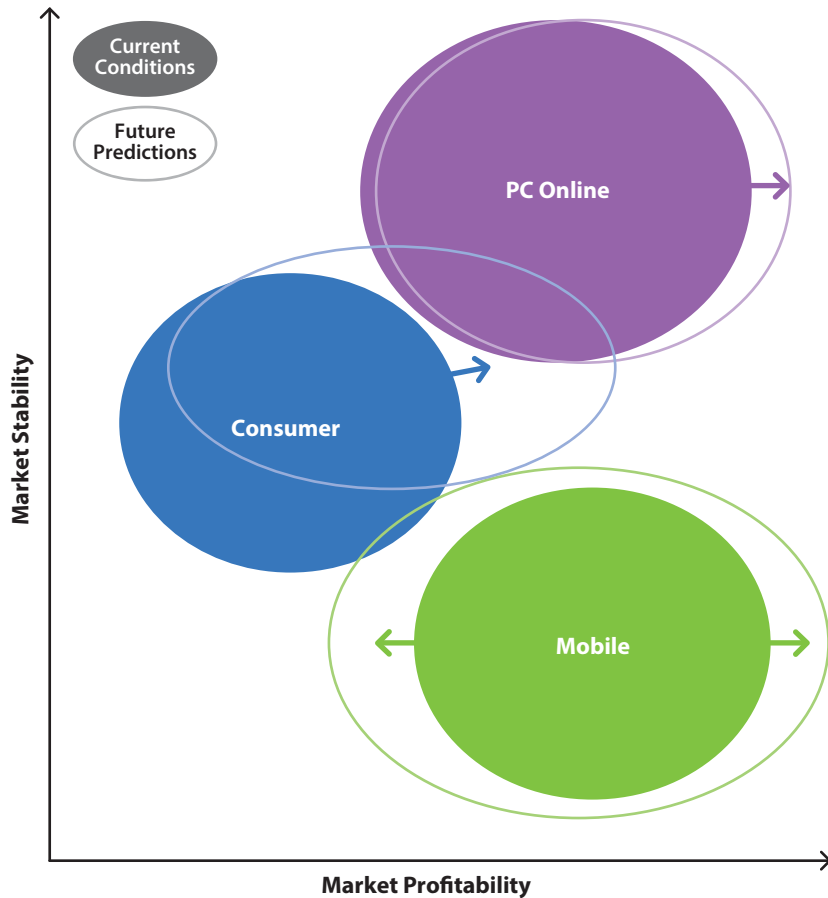 Current
Conditions
Future
Predictions
PC Online
Consumer
Mobile
Market Stability
Market Profitability